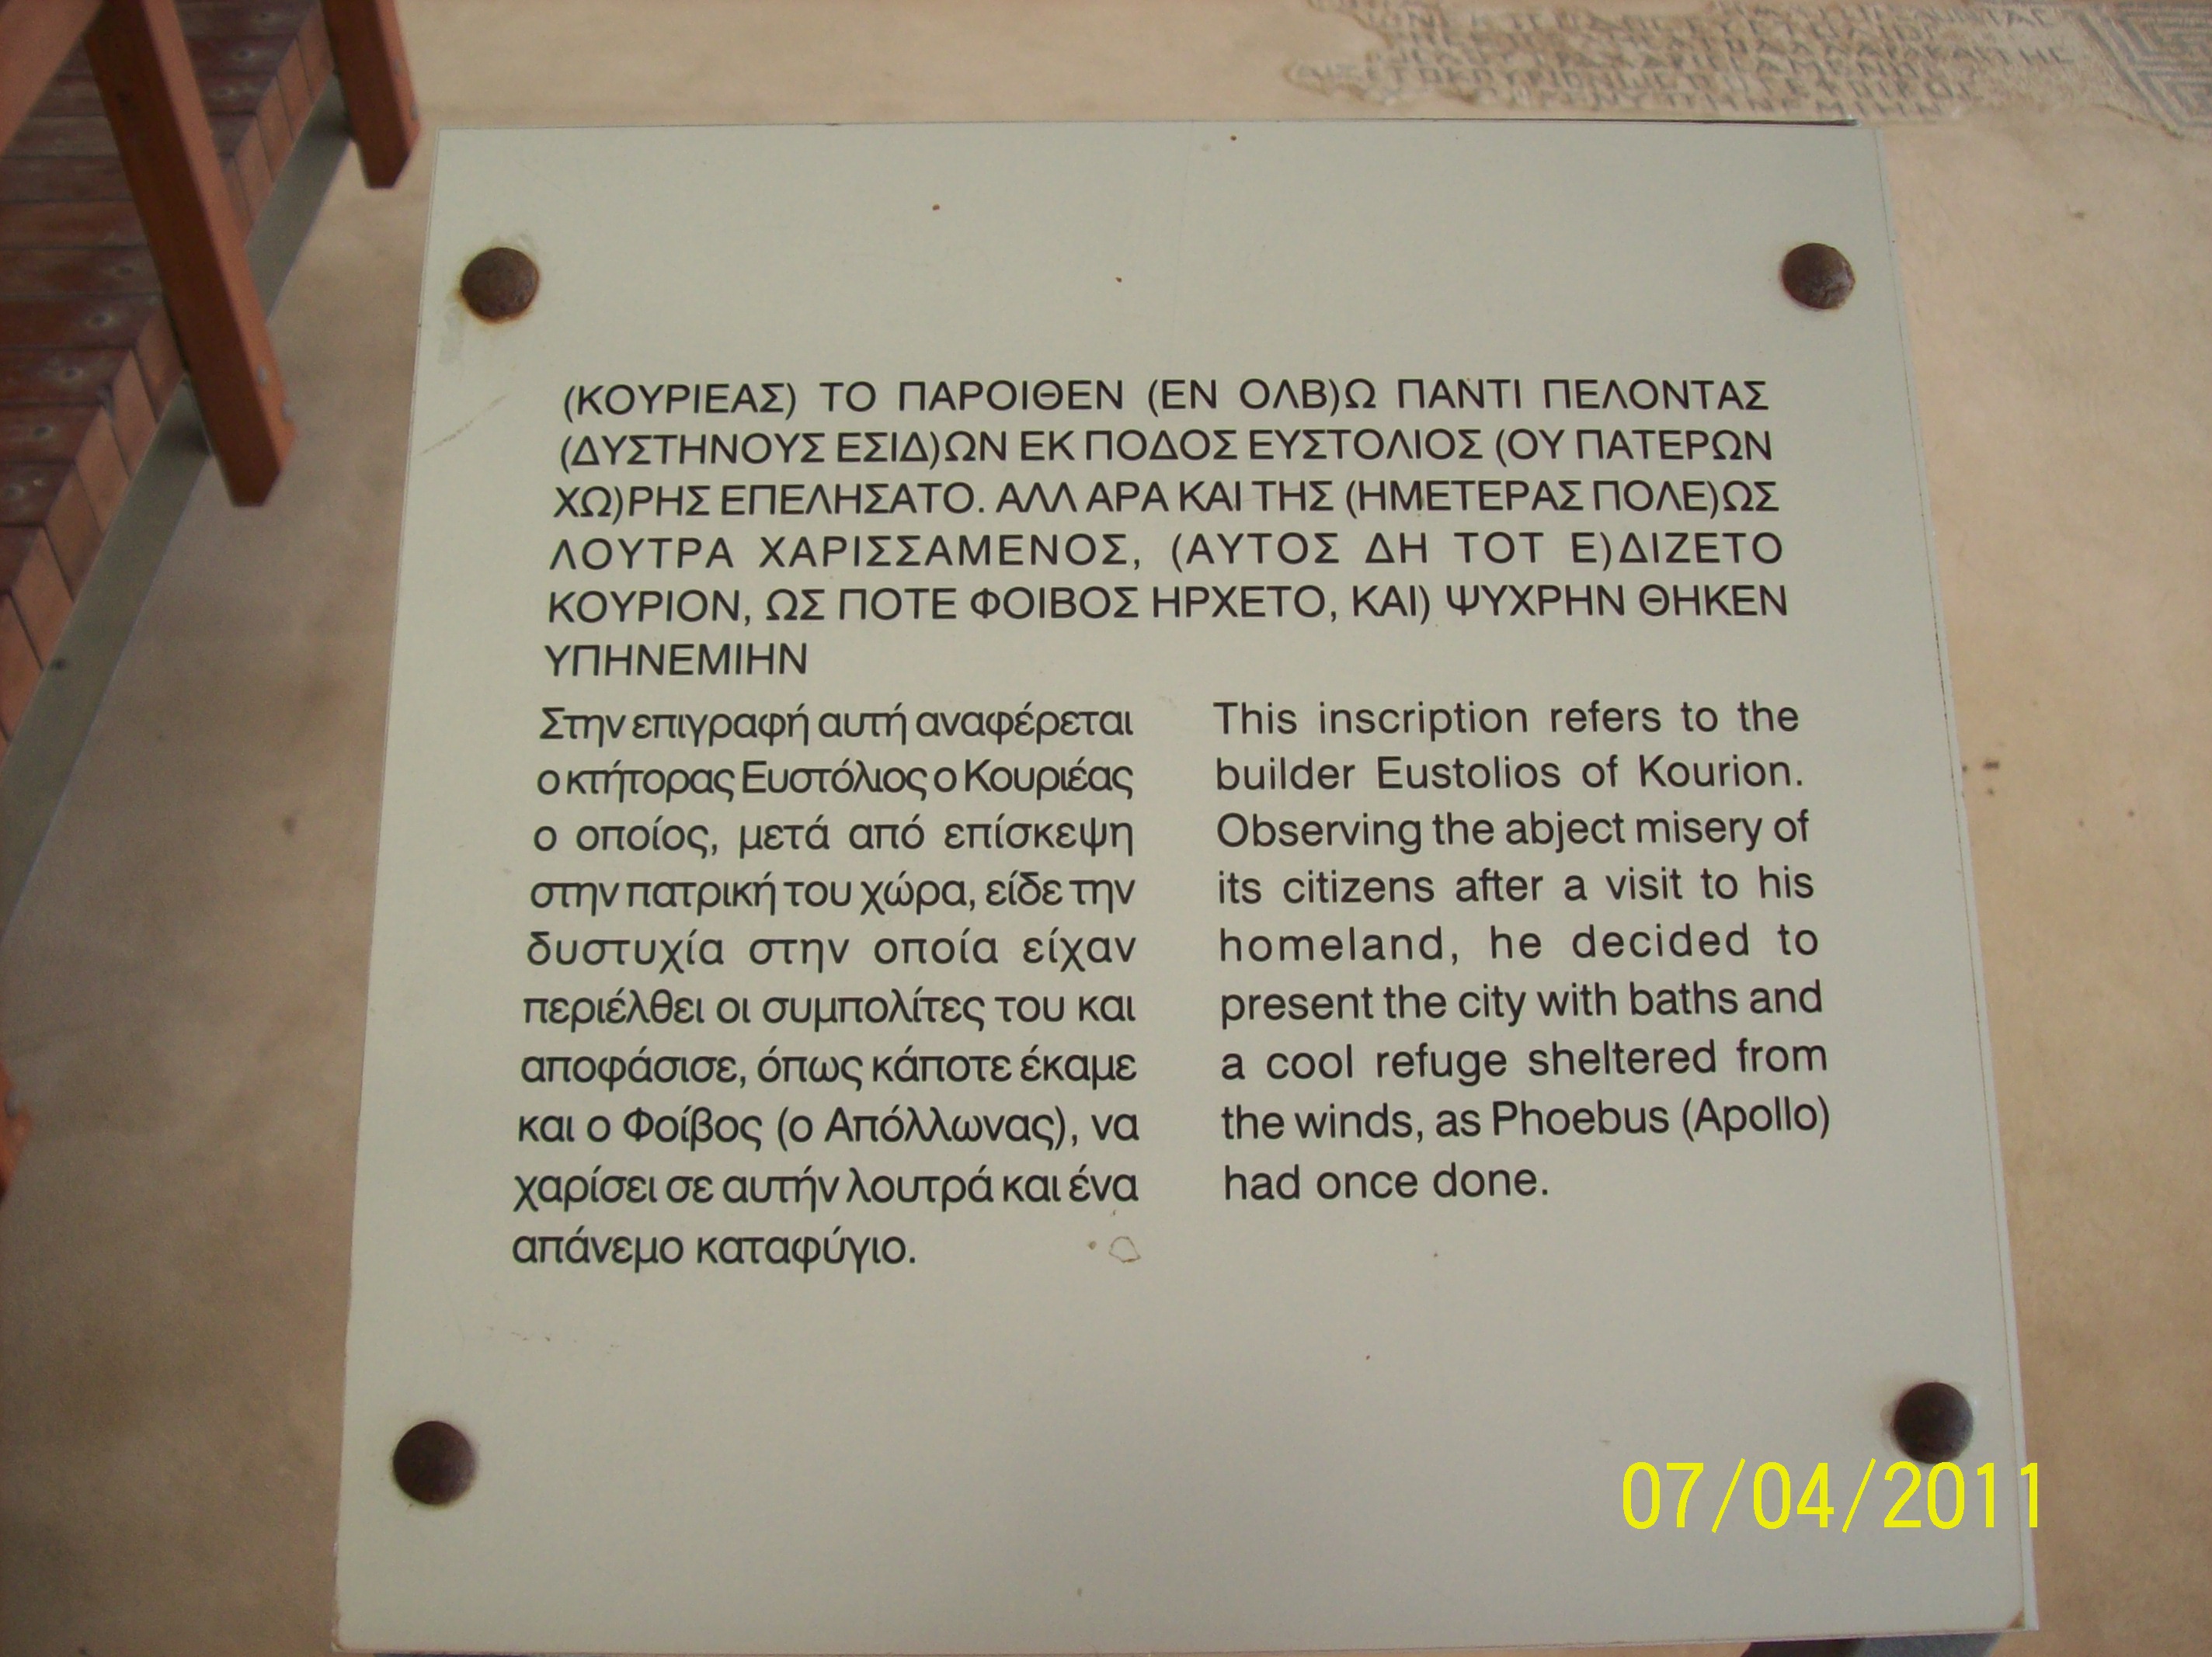 (ΚΟΥΡΙΕΑΣ) ΤΟ ΠΑΡΟΙΘΕΝ (ΕΝ ΟΛΒ)Ω ΠΑΝΤΙ ΠΕΛΟΝΤΑΣ
(ΔΥΣΤΗΝΟΥΣ ΕΣΙΔ)ΩΝ ΕΚ ΠΟΔΟΣ ΕΥΣΤΟΛΙΟΣ (ΟΥ ΠΑΤΕΡΩΝ
ΧΩ)ΡΗΣ ΕΠΕΛΗΣΑΤΟ. ΑΛΛ ΑΡΑ ΚΑΙ ΤΗΣ (ΗΜΕΤΕΡΑΣ ΠΟΛΕ)ΩΣ
ΛΟΥΤΡΑ ΧΑΡΙΣΣΑΜΕΝΟΣ, (ΑΥΤΟΣ ΔΗ ΤΟΤ Ε)ΔΙΖΕΤΟ
ΚΟΥΡΙΟΝ, ΩΣ ΠΟΤΕ ΦΟΙΒΟΣ ΗΡΧΕΤΟ, ΚΑΙ) ΨΥΧΡΗΝ ΘΗΚΕΝ
ΥΠΗΝΕΜΙΗΝ
Στην επιγραφή αυτή αναφέρεται
ο κτήτορας Ευστόλιος ο Κουριέας
ο οποίος, μετά από επίσκεψη
στην πατρική του χώρα, είδε την
δυστυχία στην οποία είχαν
περιέλθει οι συμπολίτες του και
αποφάσισε, όπως κάποτε έκαμε
και ο Φοίβος (ο Απόλλωνας), να
χαρίσει σε αυτήν λουτρά και ένα
απάνεμο καταφύγιο.
This inscription refers to the
builder Eustolios of Kourion.
Observing the abject misery of
its citizens after a visit to his
homeland, he decided to
present the city with baths and
a cool refuge sheltered from
the winds, as Phoebus (Apollo)
had once done.
07/04/2011